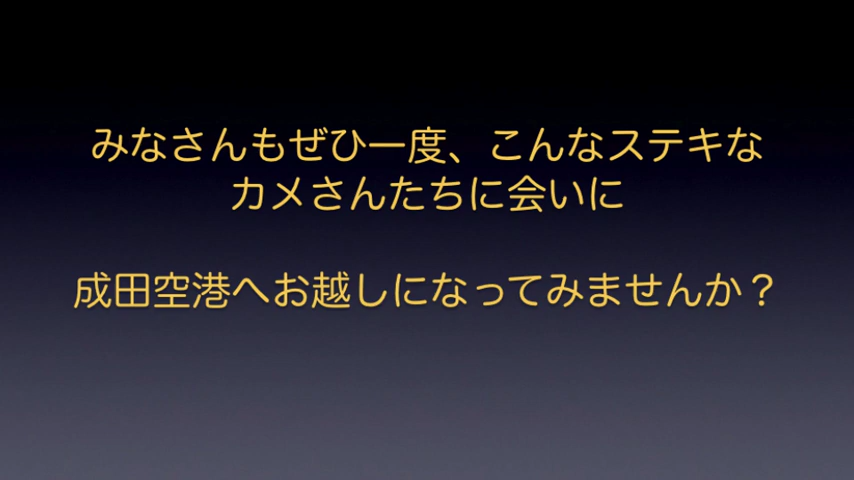 みなさんもぜひ一度、こんなステキな
カメさんたちに会いに
成田空港へお越しになってみませんか？